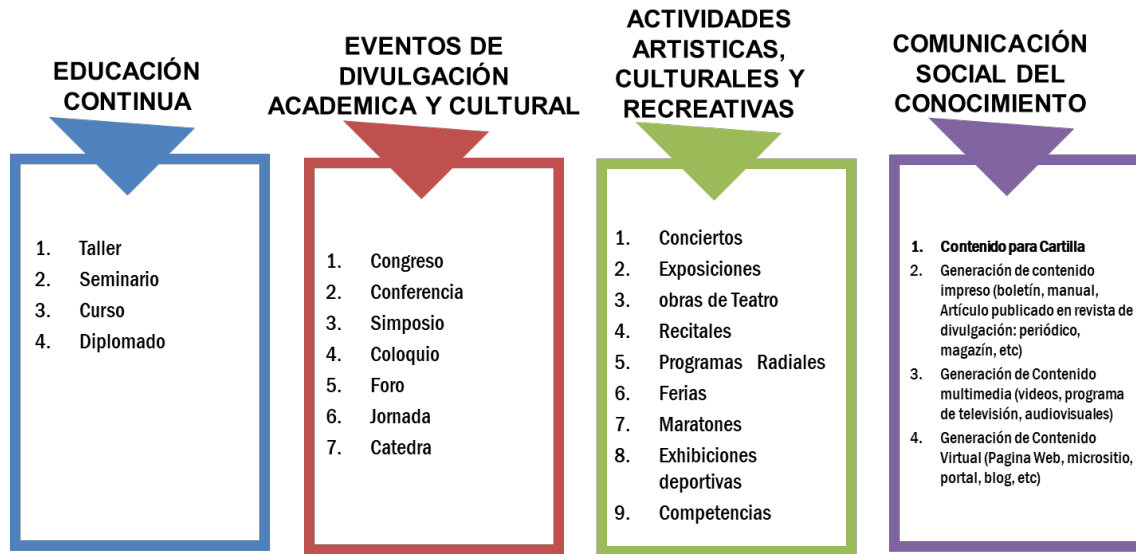 EDUCACIÓN
CONTINUA
1. Taller
2. Seminario
3. Curso
4. Diplomado
EVENTOS DE
DIVULGACIÓN
ACADEMICA Y CULTURAL
1. Congreso
2. Conferencia
3. Simposio
4. Coloquio
5. Foro
6. Jornada
7. Catedra
ACTIVIDADES
ARTISTICAS,
CULTURALES Y
RECREATIVAS
1. Conciertos
2. Exposiciones
3. obras de Teatro
4. Recitales
5. Programas Radiales
6. Ferias
7. Maratones
8. Exhibiciones
deportivas
9. Competencias
COMUNICACIÓN
SOCIAL DEL
CONOCIMIENTO
1. Contenido para Cartilla
2. Generación de contenido
impreso (boletín, manual,
Artículo publicado en revista de
divulgación: periódico,
magazín, etc)
3. Generación de Contenido
multimedia (videos, programa
de televisión, audiovisuales)
4. Generación de Contenido
Virtual (Pagina Web, micrositio,
portal, blog, etc)